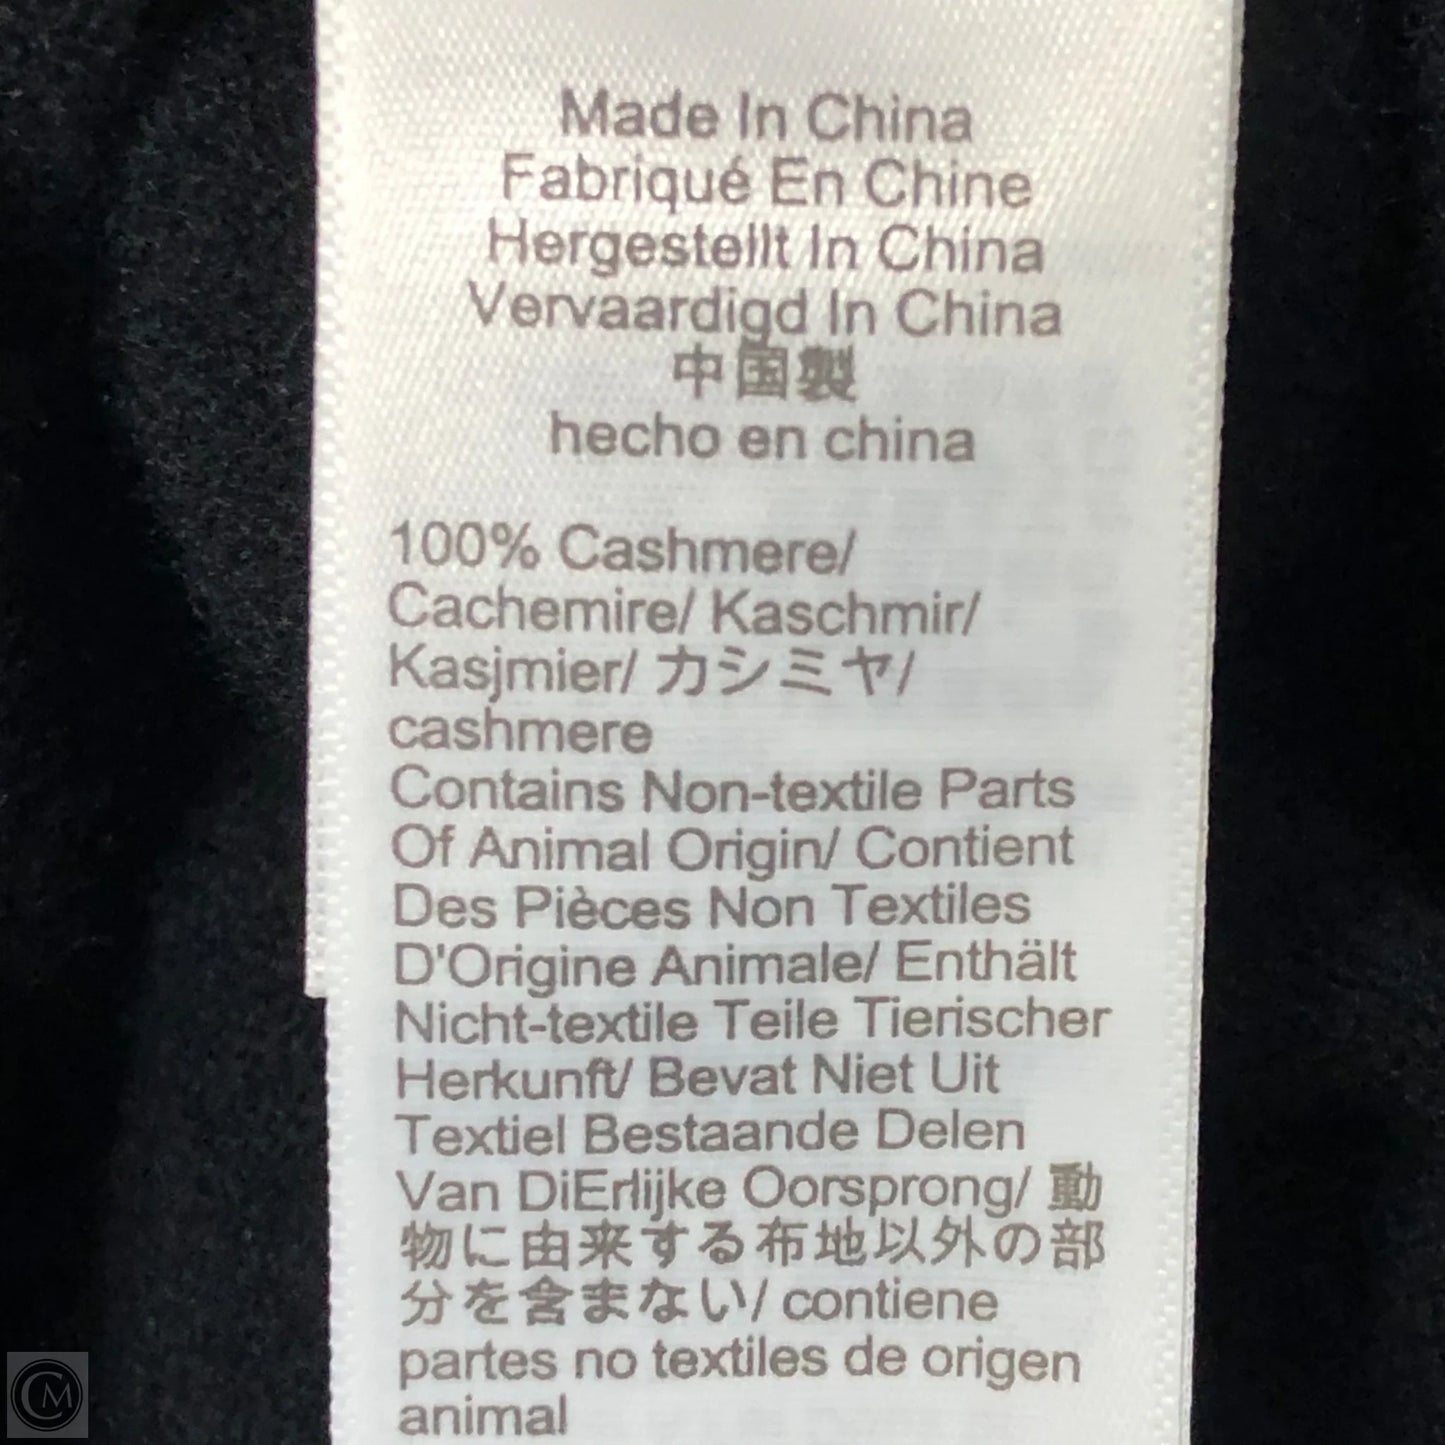 Made In China
Fabriqué En Chine
Hergestellt In China
Vervaardigd In China
中国製
hecho en china
100% Cashmere/
Cachemire/ Kaschmir/
Kasjmier/ カシミヤ/
cashmere
Contains Non-textile Parts
Of Animal Origin/ Contient
Des Pièces Non Textiles
D'Origine Animale/ Enthält
Nicht-textile Teile Tierischer
Herkunft/ Bevat Niet Uit
Textiel Bestaande Delen
Van DiErlijke Oorsprong/ 動
物に由来する布地以外の部
分を含まない/ contiene
partes no textiles de origen
animal
CM